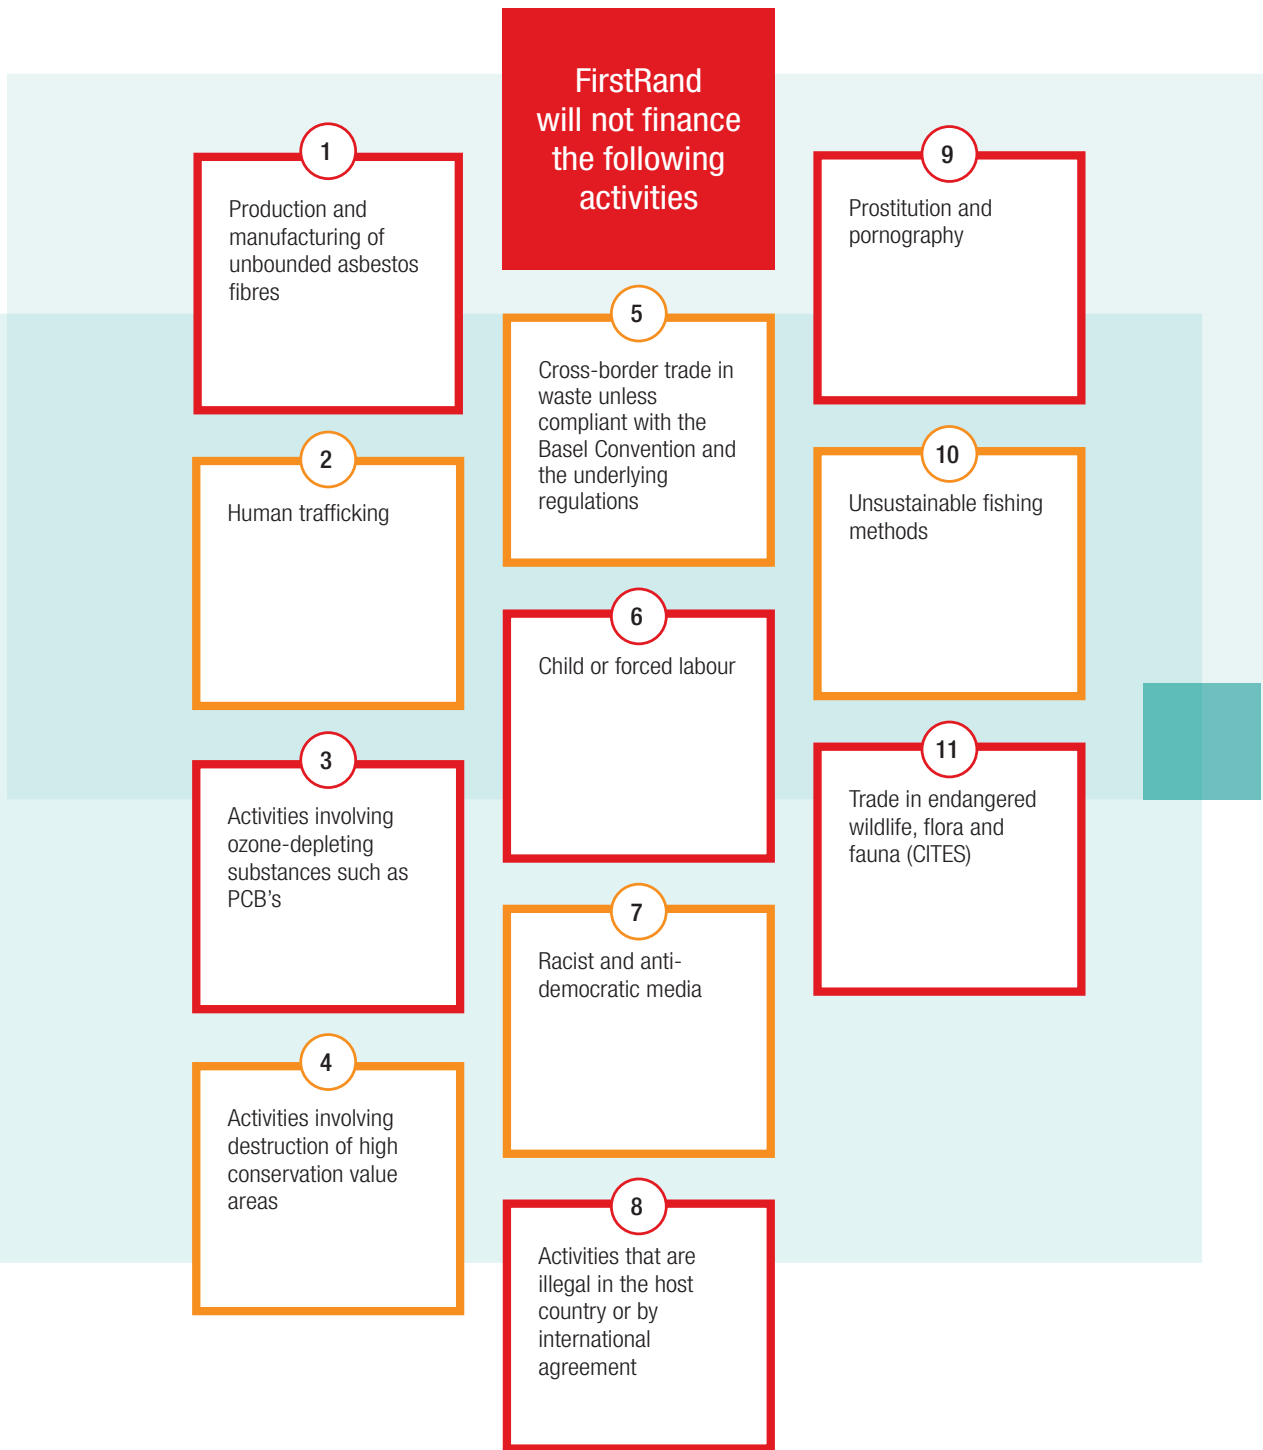 FirstRand
will not finance
the following
activities
1
Production and
manufacturing of
unbounded asbestos
fibres
2
Human trafficking
3
Activities involving
ozone-depleting
substances such as
PCB's
4
Activities involving
destruction of high
conservation value
areas
5
Cross-border trade in
waste unless
compliant with the
Basel Convention and
the underlying
regulations
6
Child or forced labour
7
Racist and anti-
democratic media
8
Activities that are
illegal in the host
country or by
international
agreement
9
Prostitution and
pornography
10
Unsustainable fishing
methods
11
Trade in endangered
wildlife, flora and
fauna (CITES)